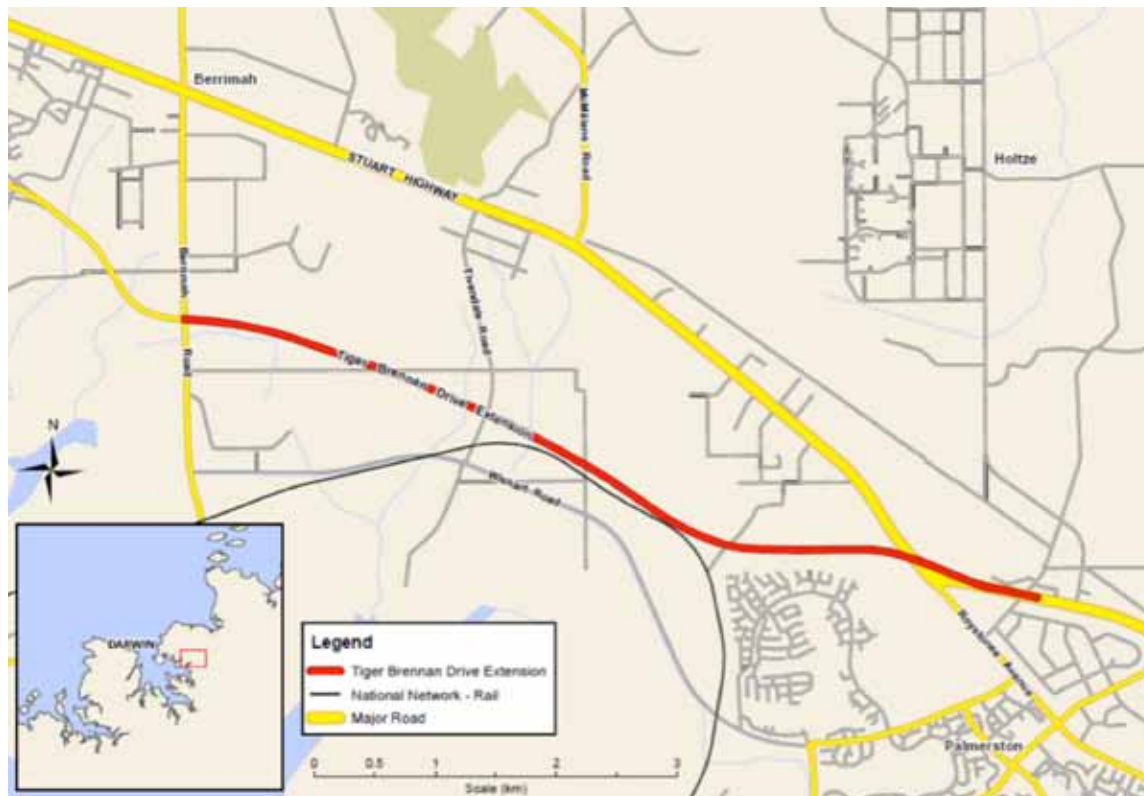 Berrimah
STUART HIGHWAY
McMillans Road
Holtze
Berrimah Road
Tivendale Road
Tiger Brennan Drive Extension
N
Wishart Road
DARWIN
Legend
Tiger Brennan Drive Extension
National Network - Rail
Major Road
Roystonea Avenue
Palmerston
0 0.5 1 2 3
Scale (km)